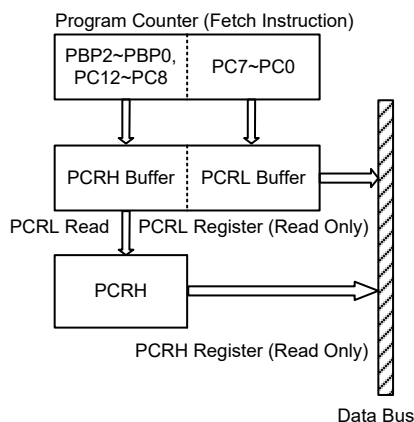 Program Counter (Fetch Instruction)
PBP2~PBP0,
PC12~PC8
PC7~PC0
PCRH Buffer
PCRL Buffer
PCRL Read
PCRL Register (Read Only)
PCRH
PCRH Register (Read Only)
Data Bus